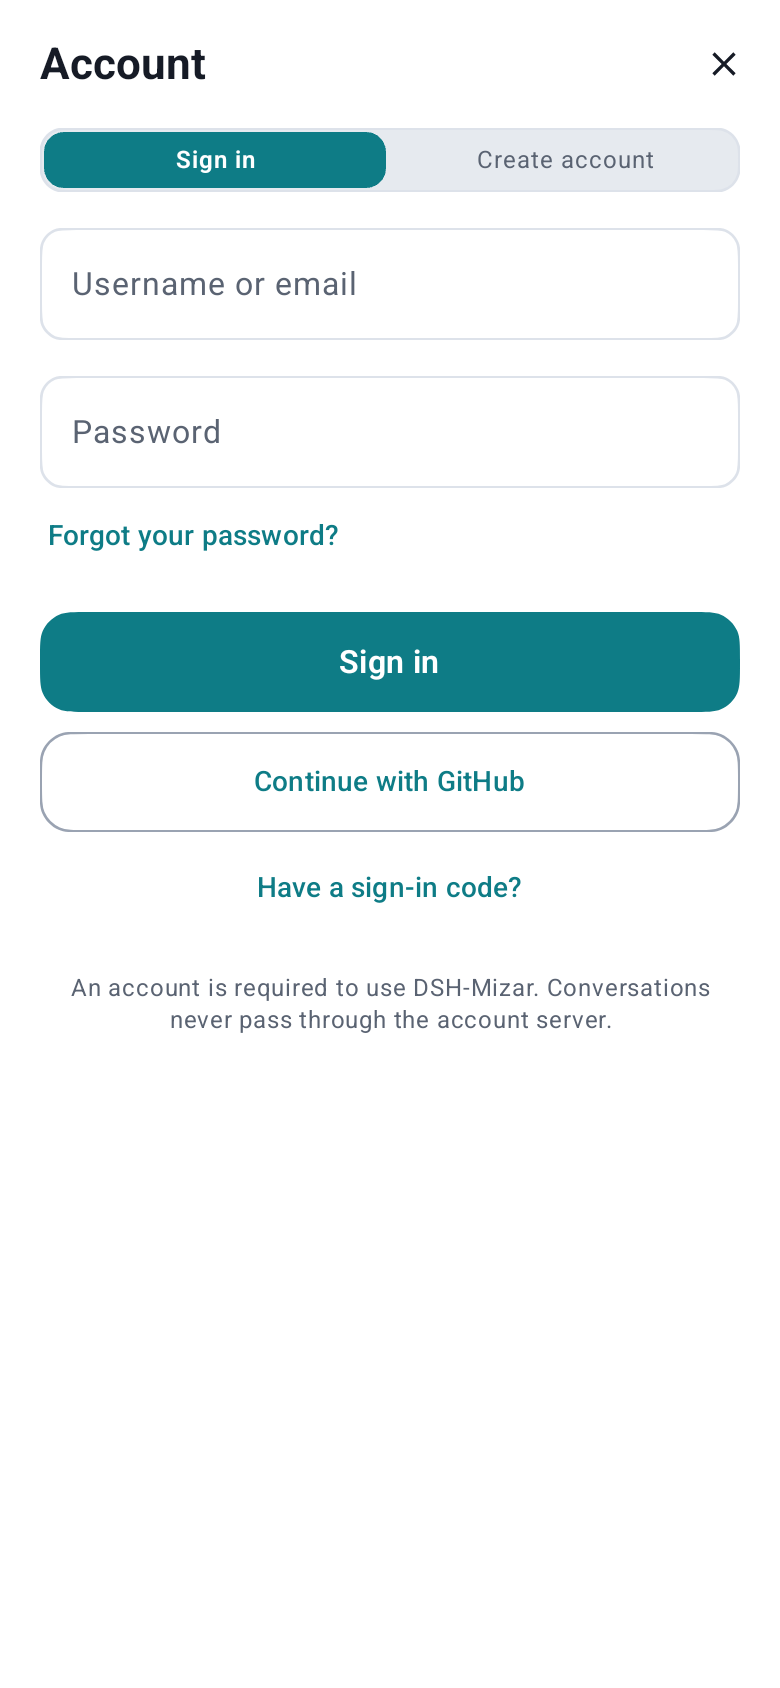 Account
Sign in
Create account
Username or email
Password
Forgot your password?
Sign in
Continue with GitHub
Have a sign-in code?
An account is required to use DSH-Mizar. Conversations
never pass through the account server.